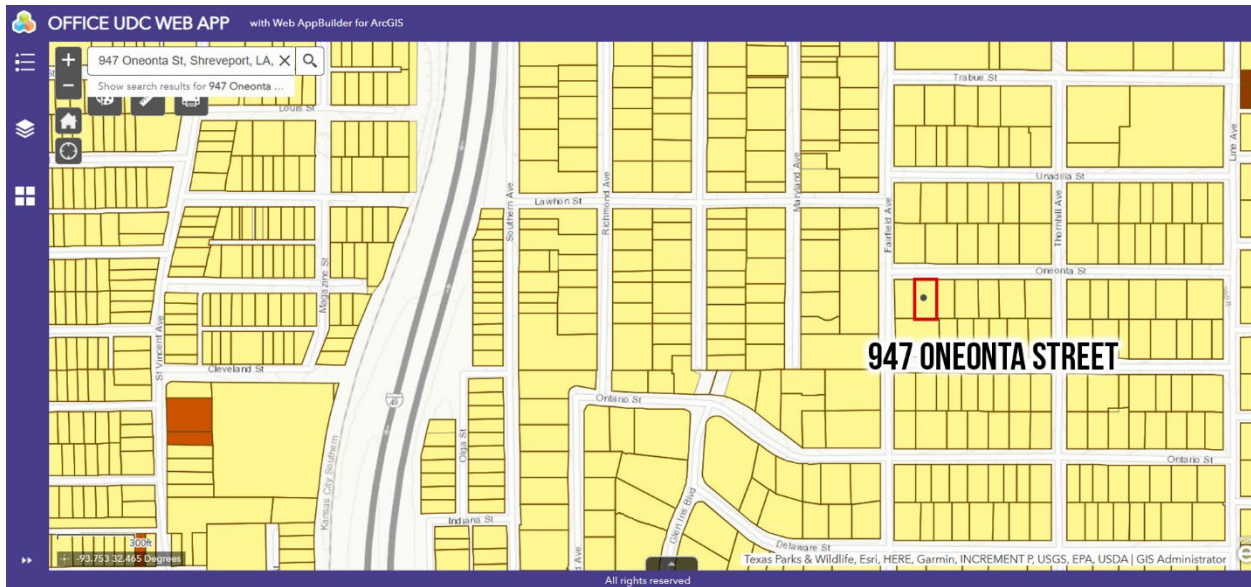 OFFICE UDC WEB APP with Web AppBuilder for ArcGIS
947 Oneonta St, Shreveport, LA,
Show search results for 947 Oneonta ...
Louis St
Trabue St
Line Ave
Unadilla St
Southern Ave
Lawhon St
Richmond Ave
Maryland Ave
Fairfield Ave
Thornhill Ave
Oneonta St
Magazine St
St Vincent Ave
947 ONEONTA STREET
Cleveland St
49
Ontario St
Kansas City Southern
Olga St
Ontario St
Glen Iris Blvd
Indiana St
d Ave
Delaware St
300ft
-93.753 32.465 Degrees
Texas Parks & Wildlife, Esri, HERE, Garmin, INCREMENT P, USGS, EPA, USDA | GIS Administrator
All rights reserved